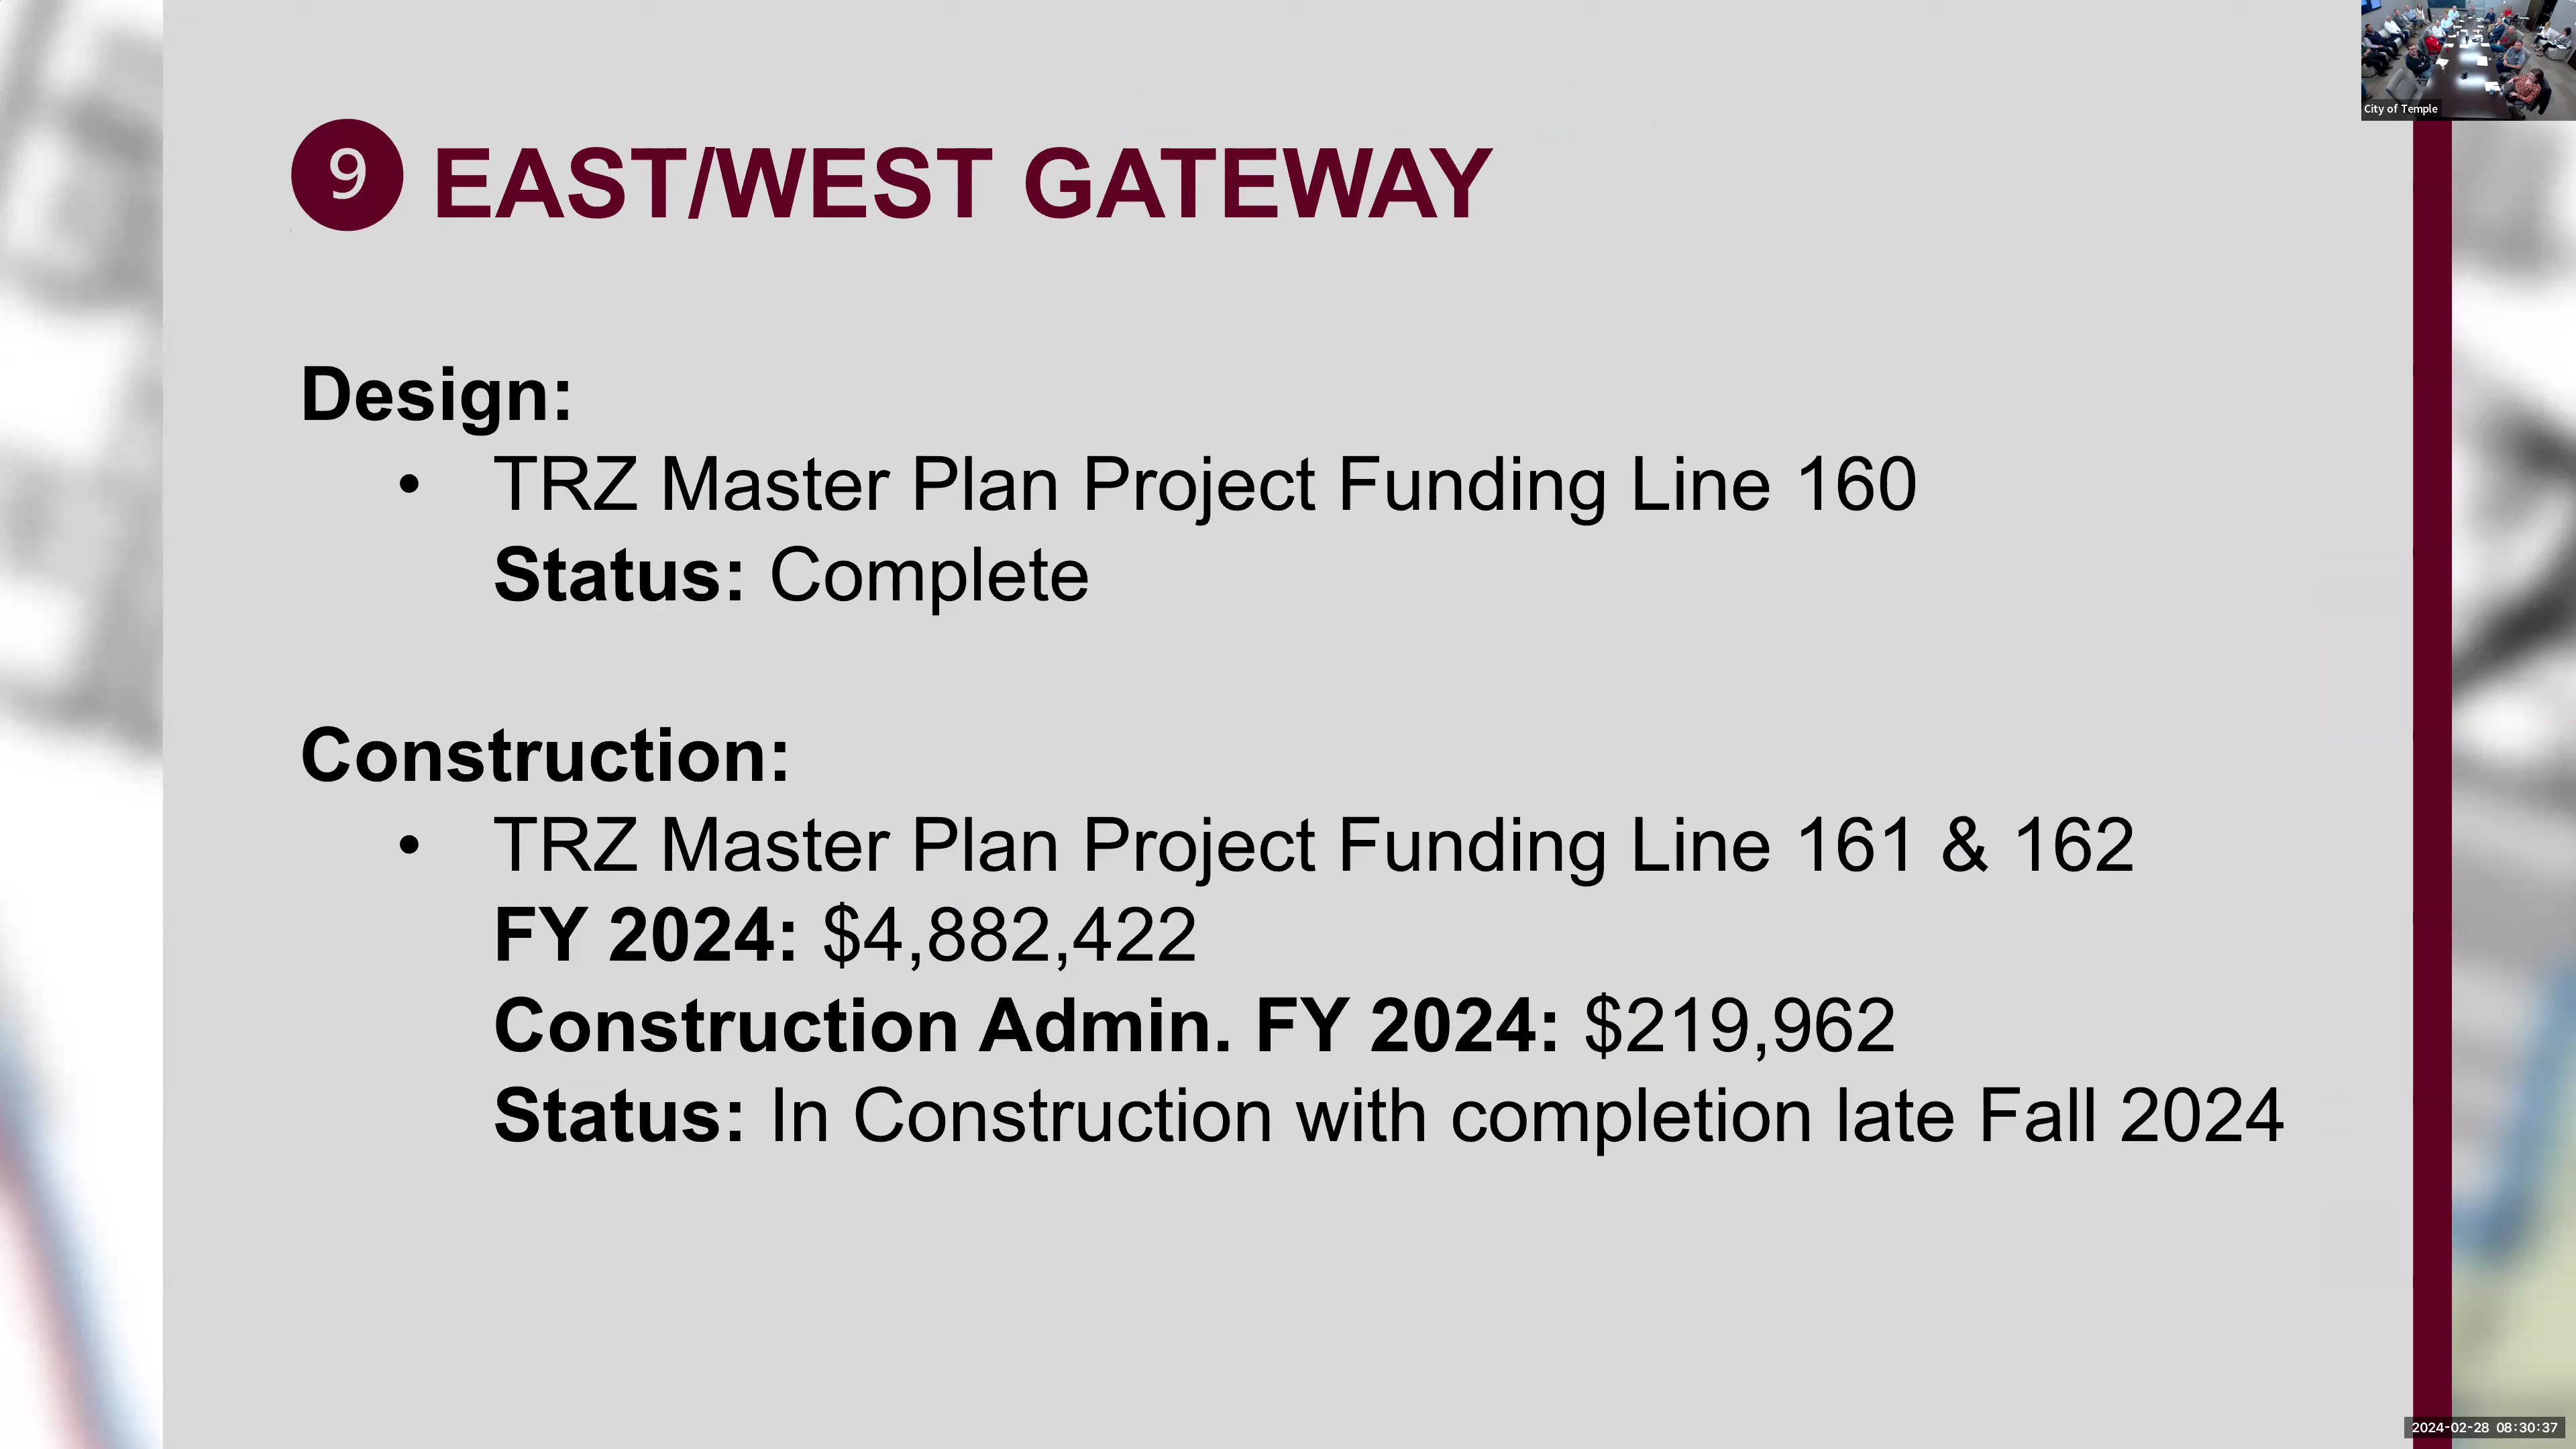 City of Temple
9 EAST/WEST GATEWAY
Design:
• TRZ Master Plan Project Funding Line 160
Status: Complete
Construction:
• TRZ Master Plan Project Funding Line 161 & 162
FY 2024: $4,882,422
Construction Admin. FY 2024: $219,962
Status: In Construction with completion late Fall 2024
2024-02-28 08:30:37